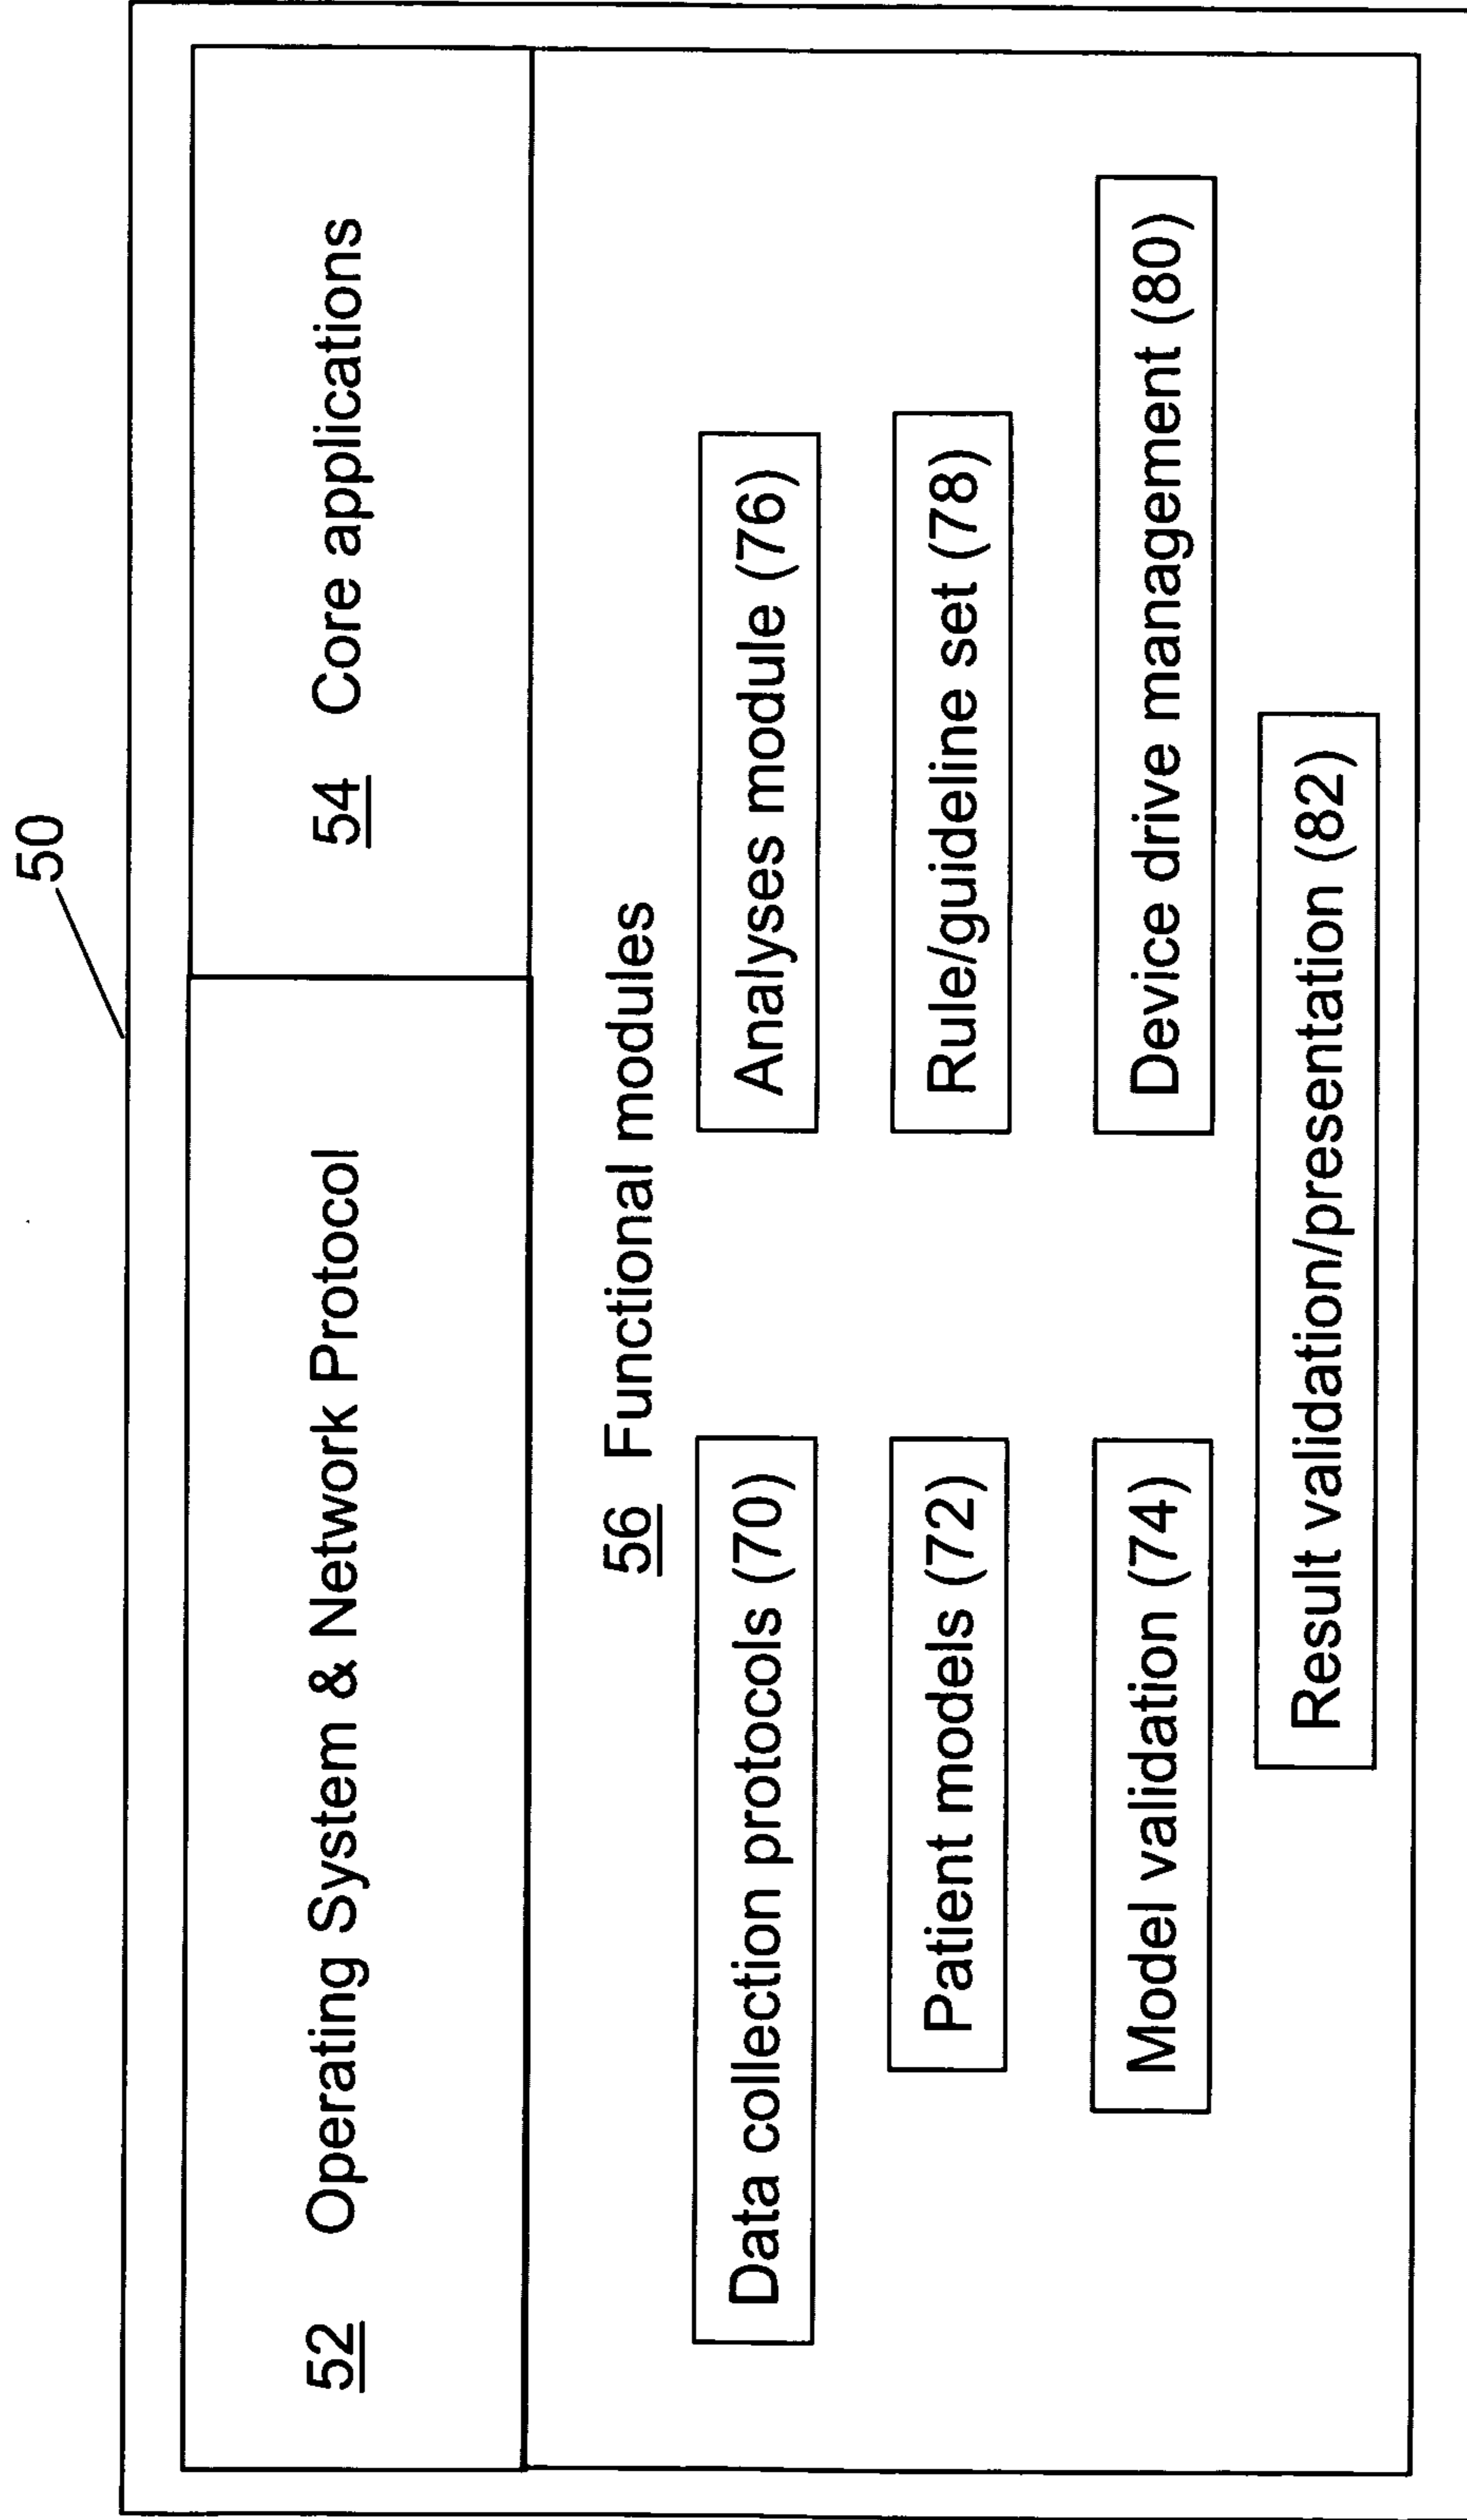 50
52 Operating System & Network Protocol
54 Core applications
56 Functional modules
Data collection protocols (70)
Analyses module (76)
Patient models (72)
Rule/guideline set (78)
Model validation (74)
Device drive management (80)
Result validation/presentation (82)